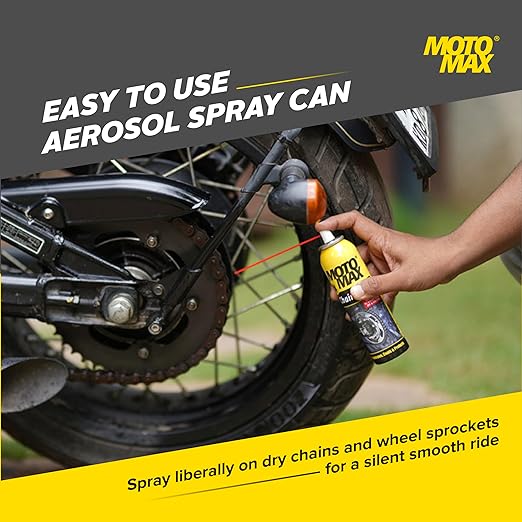 MOTO®
MAX
EASY TO USE
AEROSOL SPRAY CAN
MOTO
MAX
Chain
Spray liberally on dry chains and wheel sprockets
for a silent smooth ride